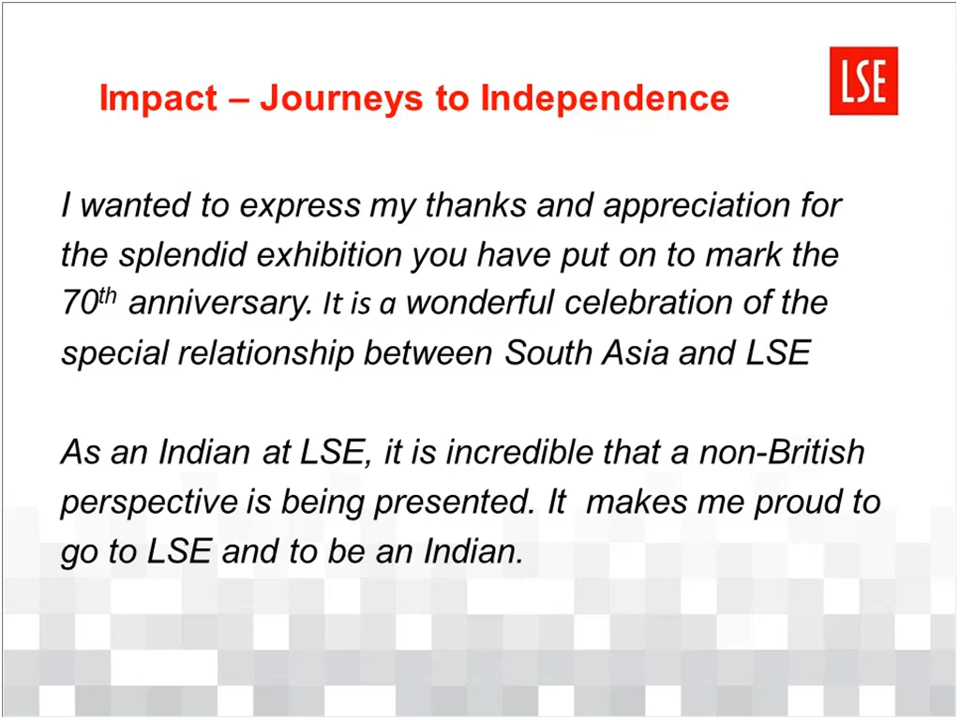 Impact – Journeys to Independence
LSE
I wanted to express my thanks and appreciation for
the splendid exhibition you have put on to mark the
70th anniversary. It is a wonderful celebration of the
special relationship between South Asia and LSE
As an Indian at LSE, it is incredible that a non-British
perspective is being presented. It  makes me proud to
go to LSE and to be an Indian.